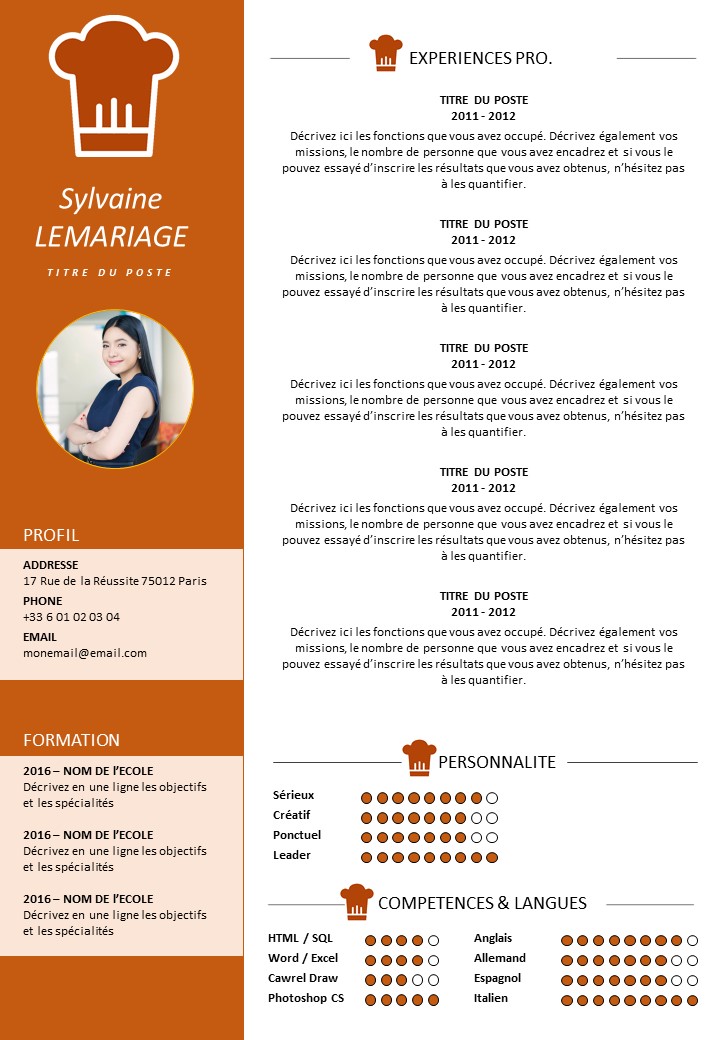 Sylvaine
LEMARIAGE
TITRE DU POSTE
PROFIL
ADDRESSE
17 Rue de la Réussite 75012 Paris
PHONE
+33 6 01 02 03 04
EMAIL
monemail@email.com
FORMATION
2016 – NOM DE l’ECOLE
Décrivez en une ligne les objectifs
et les spécialités
2016 – NOM DE l’ECOLE
Décrivez en une ligne les objectifs
et les spécialités
2016 – NOM DE l’ECOLE
Décrivez en une ligne les objectifs
et les spécialités
EXPERIENCES PRO.
TITRE DU POSTE
2011 - 2012
Décrivez ici les fonctions que vous avez occupé. Décrivez également vos
missions, le nombre de personne que vous avez encadrez et si vous le
pouvez essayé d’inscrire les résultats que vous avez obtenus, n’hésitez pas
à les quantifier.
TITRE DU POSTE
2011 - 2012
Décrivez ici les fonctions que vous avez occupé. Décrivez également vos
missions, le nombre de personne que vous avez encadrez et si vous le
pouvez essayé d’inscrire les résultats que vous avez obtenus, n’hésitez pas
à les quantifier.
TITRE DU POSTE
2011 - 2012
Décrivez ici les fonctions que vous avez occupé. Décrivez également vos
missions, le nombre de personne que vous avez encadrez et si vous le
pouvez essayé d’inscrire les résultats que vous avez obtenus, n’hésitez pas
à les quantifier.
TITRE DU POSTE
2011 - 2012
Décrivez ici les fonctions que vous avez occupé. Décrivez également vos
missions, le nombre de personne que vous avez encadrez et si vous le
pouvez essayé d’inscrire les résultats que vous avez obtenus, n’hésitez pas
à les quantifier.
TITRE DU POSTE
2011 - 2012
Décrivez ici les fonctions que vous avez occupé. Décrivez également vos
missions, le nombre de personne que vous avez encadrez et si vous le
pouvez essayé d’inscrire les résultats que vous avez obtenus, n’hésitez pas
à les quantifier.
PERSONNALITE
Sérieux
Créatif
Ponctuel
Leader
COMPETENCES & LANGUES
HTML / SQL
Word / Excel
Cawrel Draw
Photoshop CS
Anglais
Allemand
Espagnol
Italien